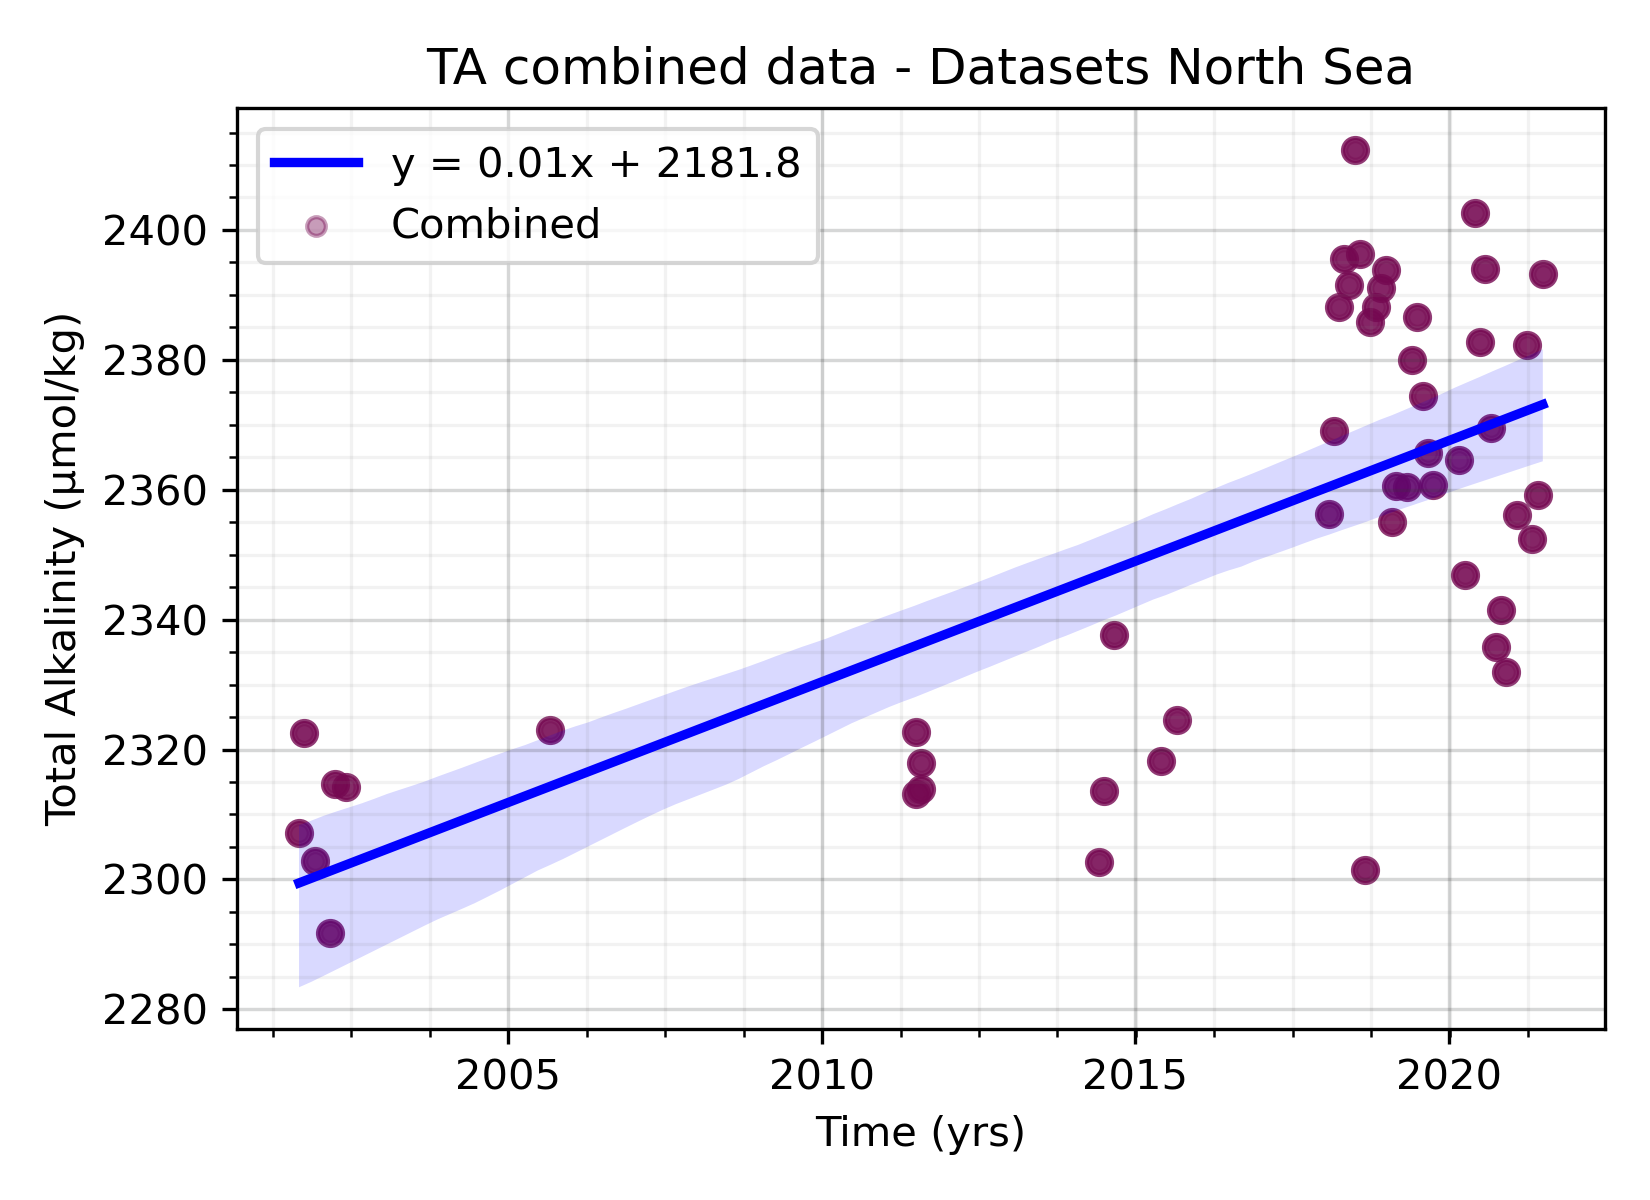 TA combined data - Datasets North Sea
y = 0.01x + 2181.8
Combined
Total Alkalinity (μmol/kg)
2400
2380
2360
2340
2320
2300
2280
2005 2010 2015 2020
Time (yrs)